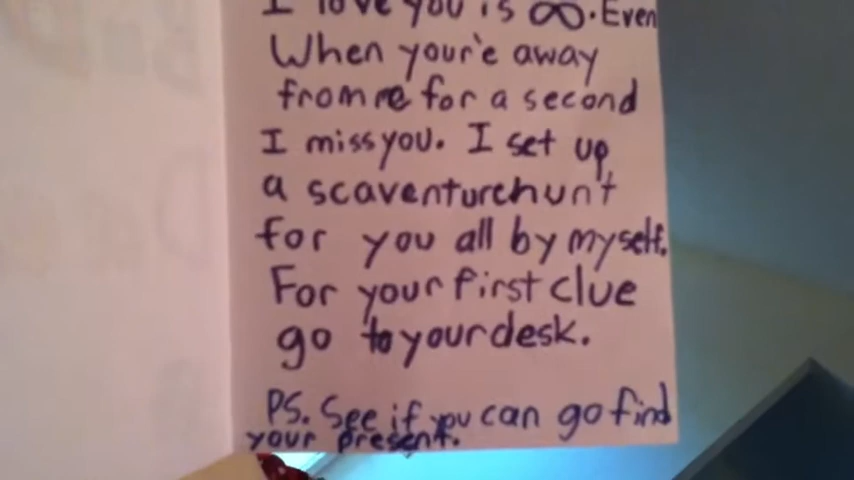 I love you is ∞. Even
When your'e away
from me for a second
I miss you. I set up
a scaventurehunt
for you all by myself.
For your first clue
go to your desk.
PS. See if you can go find
your present.